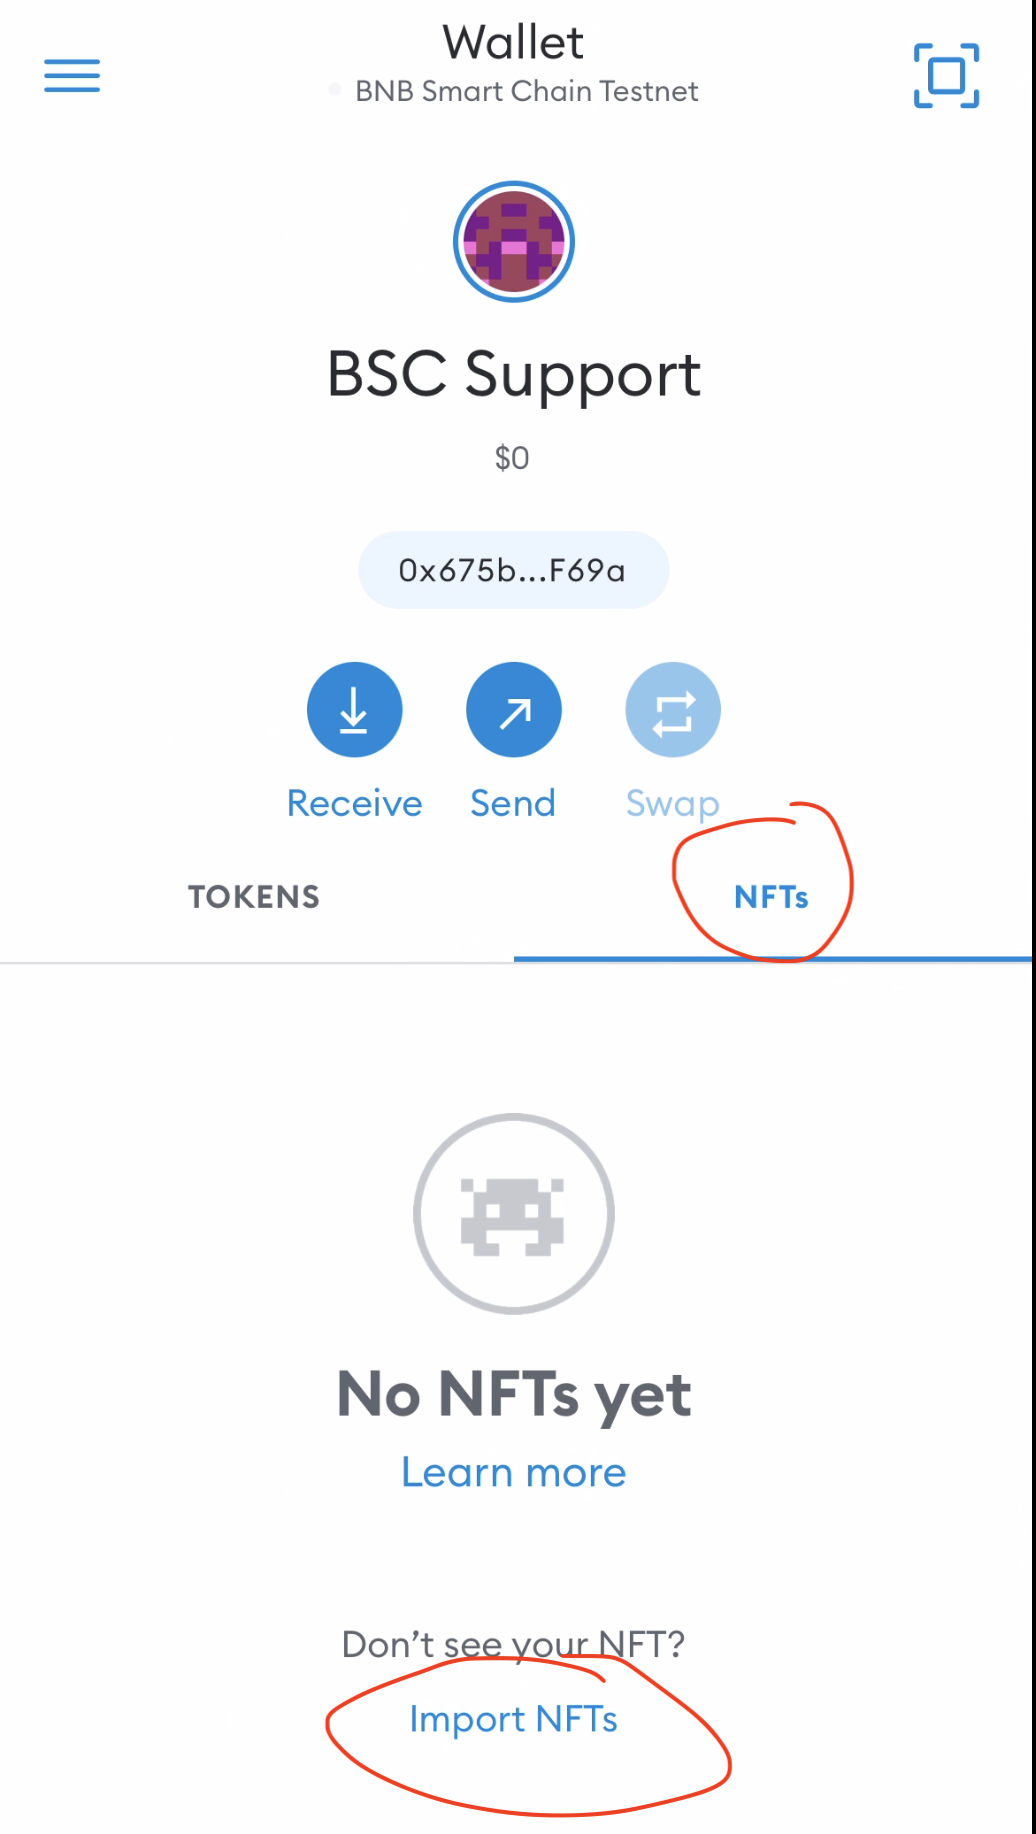 Wallet
BNB Smart Chain Testnet
BSC Support
$0
0x675b...F69a
Receive Send Swap
TOKENS NFTs
No NFTs yet
Learn more
Don’t see your NFT?
Import NFTs